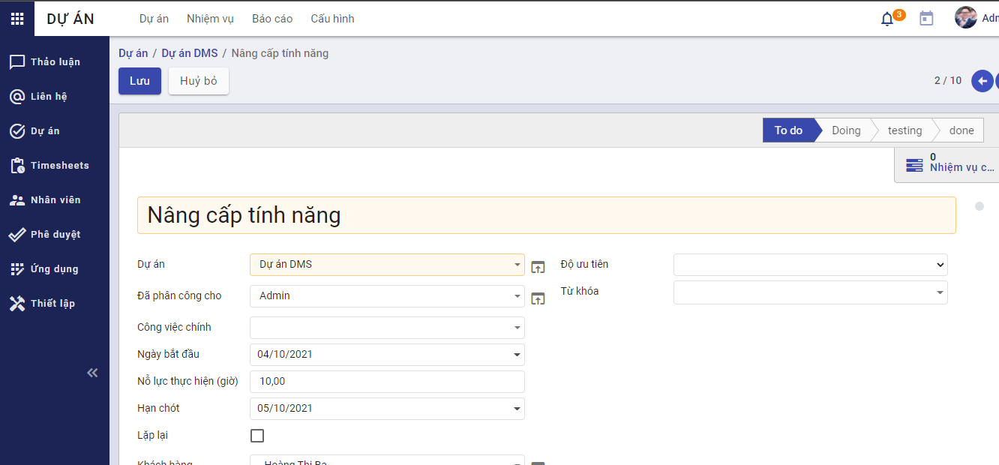 DỰ ÁN
Dự án Nhiệm vụ Báo cáo Cấu hình
3
Thảo luận
Liên hệ
Dự án
Timesheets
Nhân viên
Phê duyệt
Ứng dụng
Thiết lập
Dự án / Dự án DMS / Nâng cấp tính năng
Lưu Huỷ bỏ
2 / 10
To do Doing testing done
0
Nhiệm vụ c...
Nâng cấp tính năng
Dự án Dự án DMS
Độ ưu tiên
Đã phân công cho Admin
Từ khóa
Công việc chính
Ngày bắt đầu 04/10/2021
Nỗ lực thực hiện (giờ) 10,00
Hạn chót 05/10/2021
Lặp lại
Khách hàng